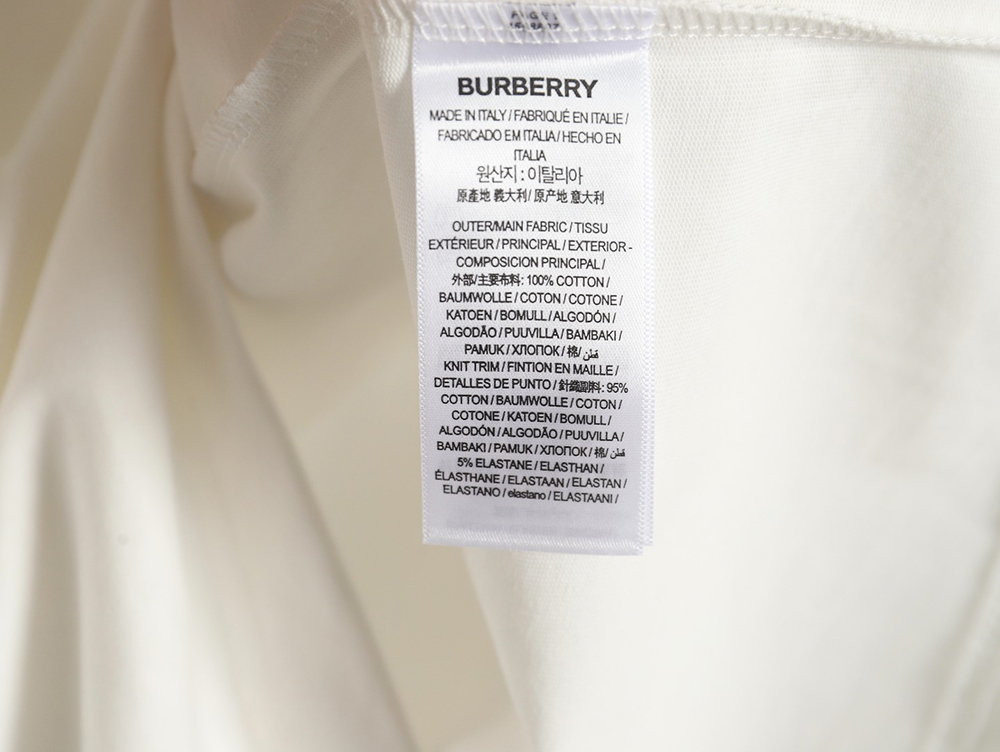 BURBERRY
MADE IN ITALY / FABRIQUÉ EN ITALIE /
FABRICADO EM ITALIA / HECHO EN
ITALIA
원산지 : 이탈리아
原產地 義大利 / 原产地 意大利
OUTER/MAIN FABRIC / TISSU
EXTÉRIEUR / PRINCIPAL / EXTERIOR -
COMPOSICION PRINCIPAL /
外部/主要布料: 100% COTTON /
BAUMWOLLE / COTON / COTONE /
KATOEN / BOMULL / ALGODÓN /
ALGODÃO / PUUVILLA / BAMBAKI /
PAMUK / ХЛОПОК / 棉/ قطن
KNIT TRIM / FINTION EN MAILLE /
DETALLES DE PUNTO / 針織副料: 95%
COTTON / BAUMWOLLE / COTON /
COTONE / KATOEN / BOMULL /
ALGODÓN / ALGODÃO / PUUVILLA /
BAMBAKI / PAMUK / ХЛОПОК / 棉/ قطن
5% ELASTANE / ELASTHAN /
ÉLASTHANE / ELASTAAN / ELASTAN /
ELASTANO / elastano / ELASTAANI /